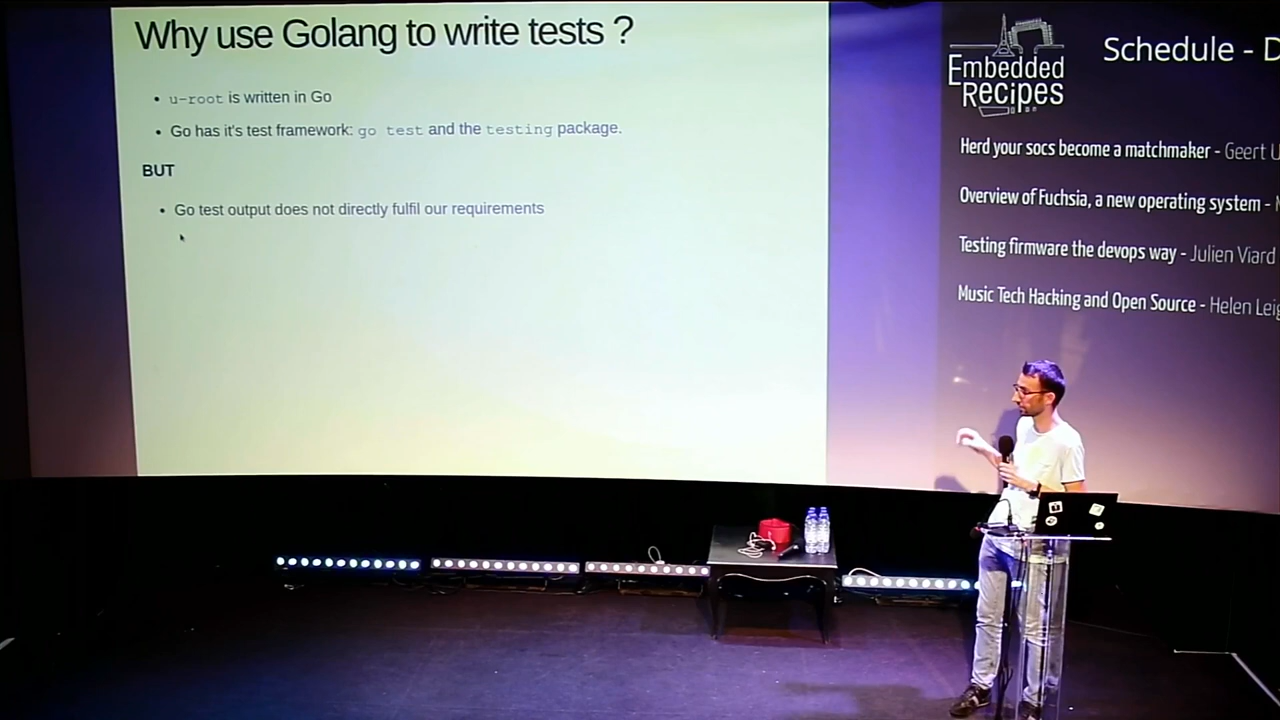 Why use Golang to write tests ?
• u-root is written in Go
• Go has it's test framework: go test and the testing package.
BUT
• Go test output does not directly fulfil our requirements
Embedded
Recipes
Schedule - D
Herd your socs become a matchmaker - Geert U
Overview of Fuchsia, a new operating system -
Testing firmware the devops way - Julien Viard
Music Tech Hacking and Open Source - Helen Leig